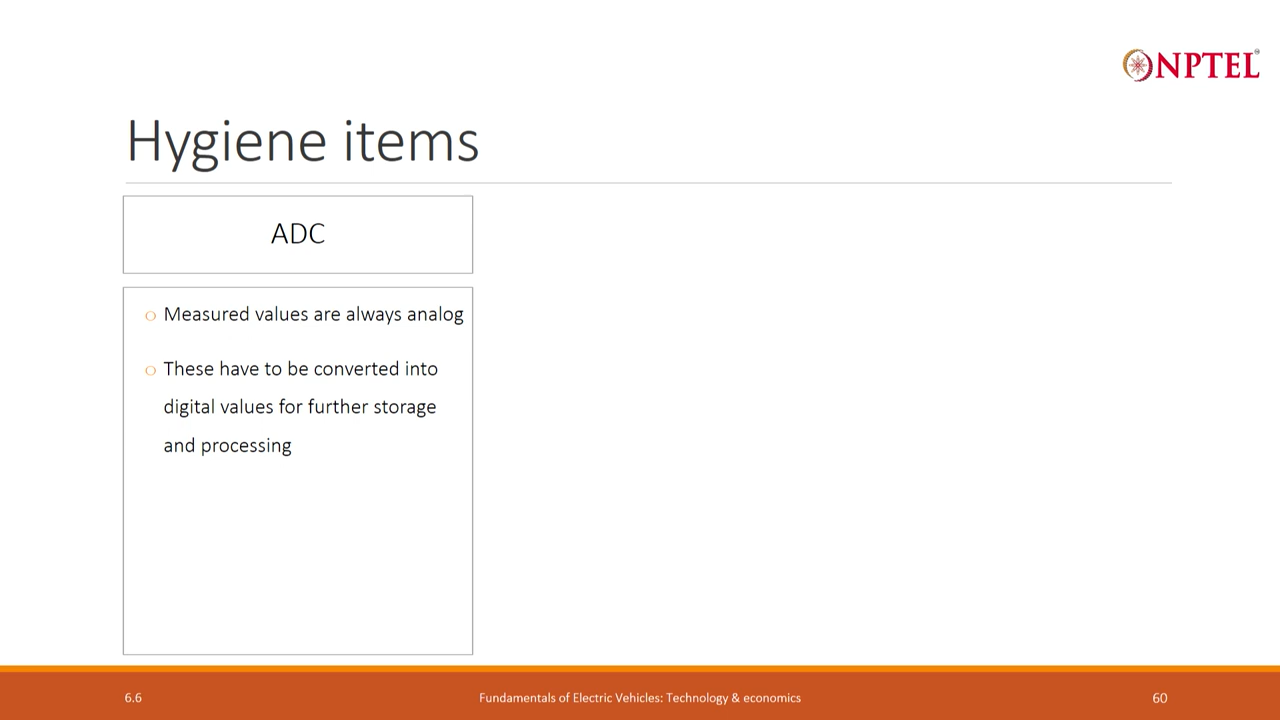 NPTEL
Hygiene items
ADC
o Measured values are always analog
o These have to be converted into
digital values for further storage
and processing
6.6
Fundamentals of Electric Vehicles: Technology & economics
60